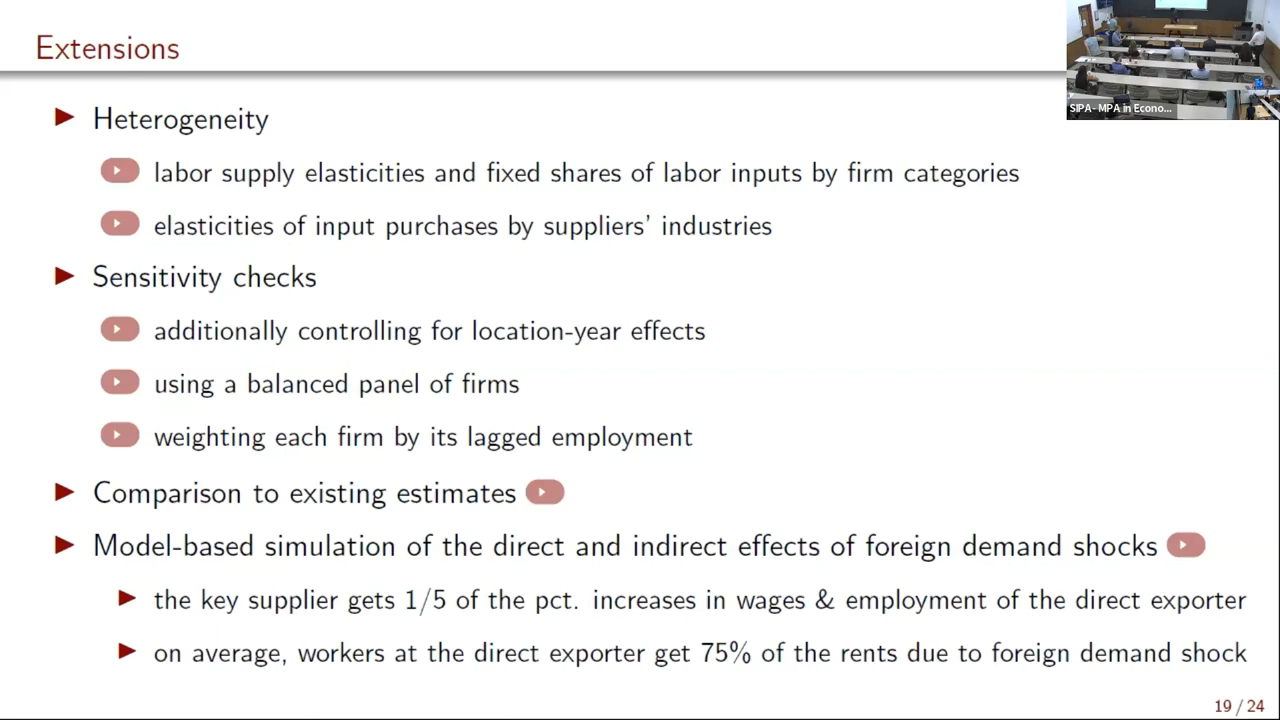 Extensions
SIPA- MPA in Econo...
Heterogeneity
labor supply elasticities and fixed shares of labor inputs by firm categories
elasticities of input purchases by suppliers' industries
Sensitivity checks
additionally controlling for location-year effects
using a balanced panel of firms
weighting each firm by its lagged employment
Comparison to existing estimates
Model-based simulation of the direct and indirect effects of foreign demand shocks
the key supplier gets 1/5 of the pct. increases in wages & employment of the direct exporter
on average, workers at the direct exporter get 75% of the rents due to foreign demand shock
19 / 24